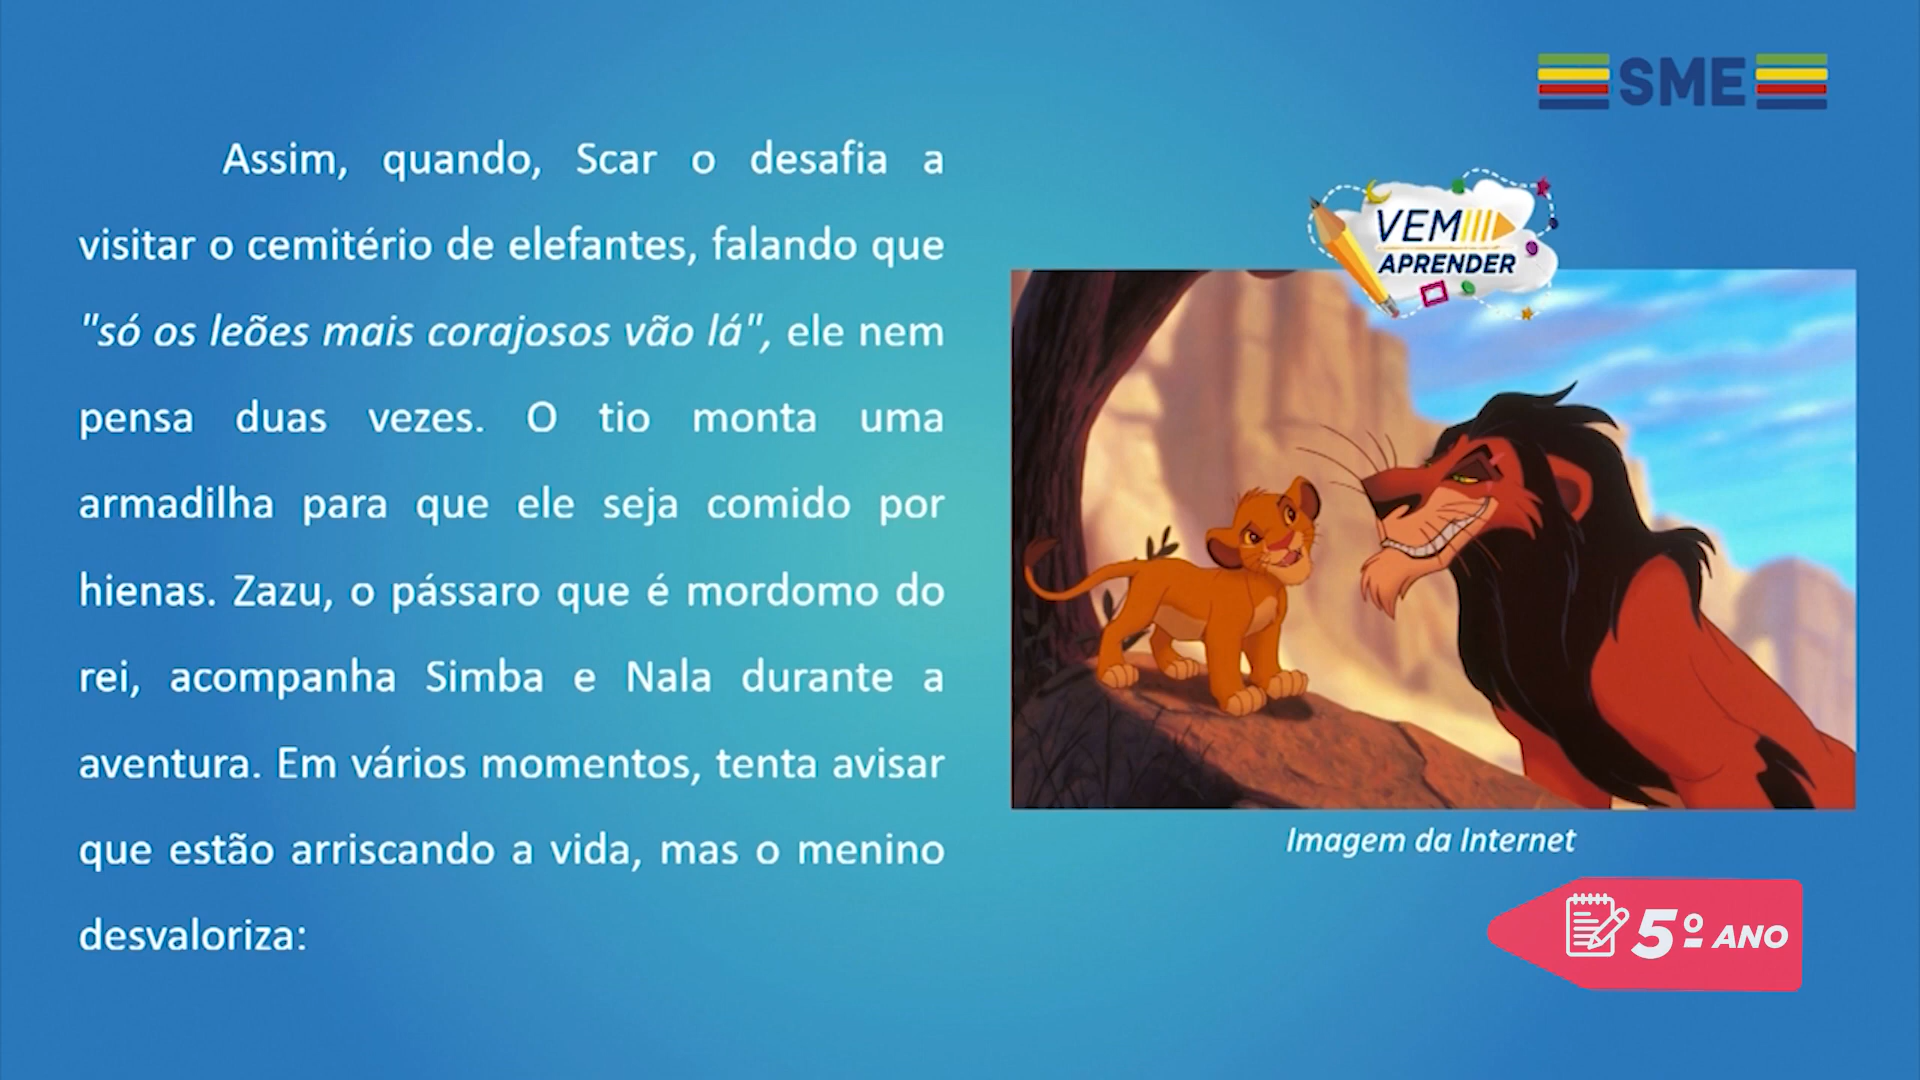 SME
VEM
APRENDER
Assim, quando, Scar o desafia a
visitar o cemitério de elefantes, falando que
"só os leões mais corajosos vão lá", ele nem
pensa duas vezes. O tio monta uma
armadilha para que ele seja comido por
hienas. Zazu, o pássaro que é mordomo do
rei, acompanha Simba e Nala durante a
aventura. Em vários momentos, tenta avisar
que estão arriscando a vida, mas o menino
desvaloriza:
Imagem da Internet
5º ANO